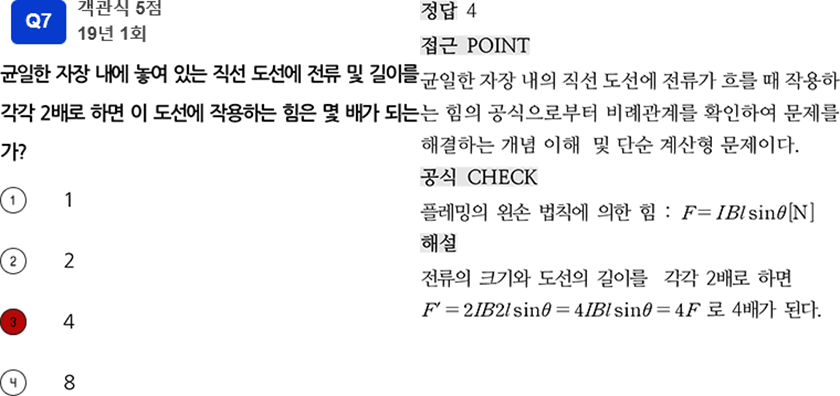 Q7
객관식 5점
19년 1회
균일한 자장 내에 놓여 있는 직선 도선에 전류 및 길이를
각각 2배로 하면 이 도선에 작용하는 힘은 몇 배가 되는
가?
① 1
② 2
③ 4
④ 8
정답 4
접근 POINT
균일한 자장 내의 직선 도선에 전류가 흐를 때 작용하
는 힘의 공식으로부터 비례관계를 확인하여 문제를
해결하는 개념 이해 및 단순 계산형 문제이다.
공식 CHECK
플레밍의 왼손 법칙에 의한 힘 : F=IBlsinθ[N]
해설
전류의 크기와 도선의 길이를 각각 2배로 하면
F′=2IB2lsinθ=4IBlsinθ=4F 로 4배가 된다.